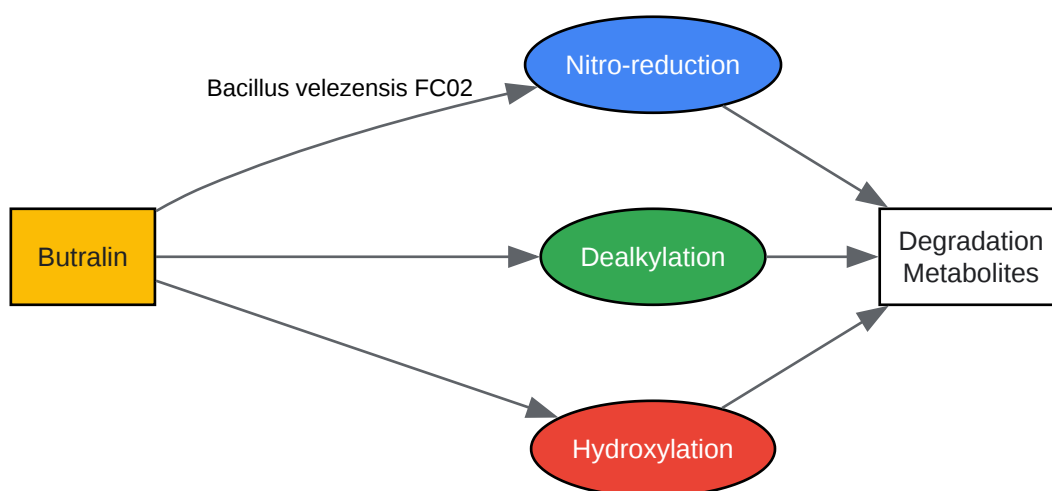 Nitro-reduction
Bacillus velezensis FC02
Butralin
Dealkylation
Degradation
Metabolites
Hydroxylation